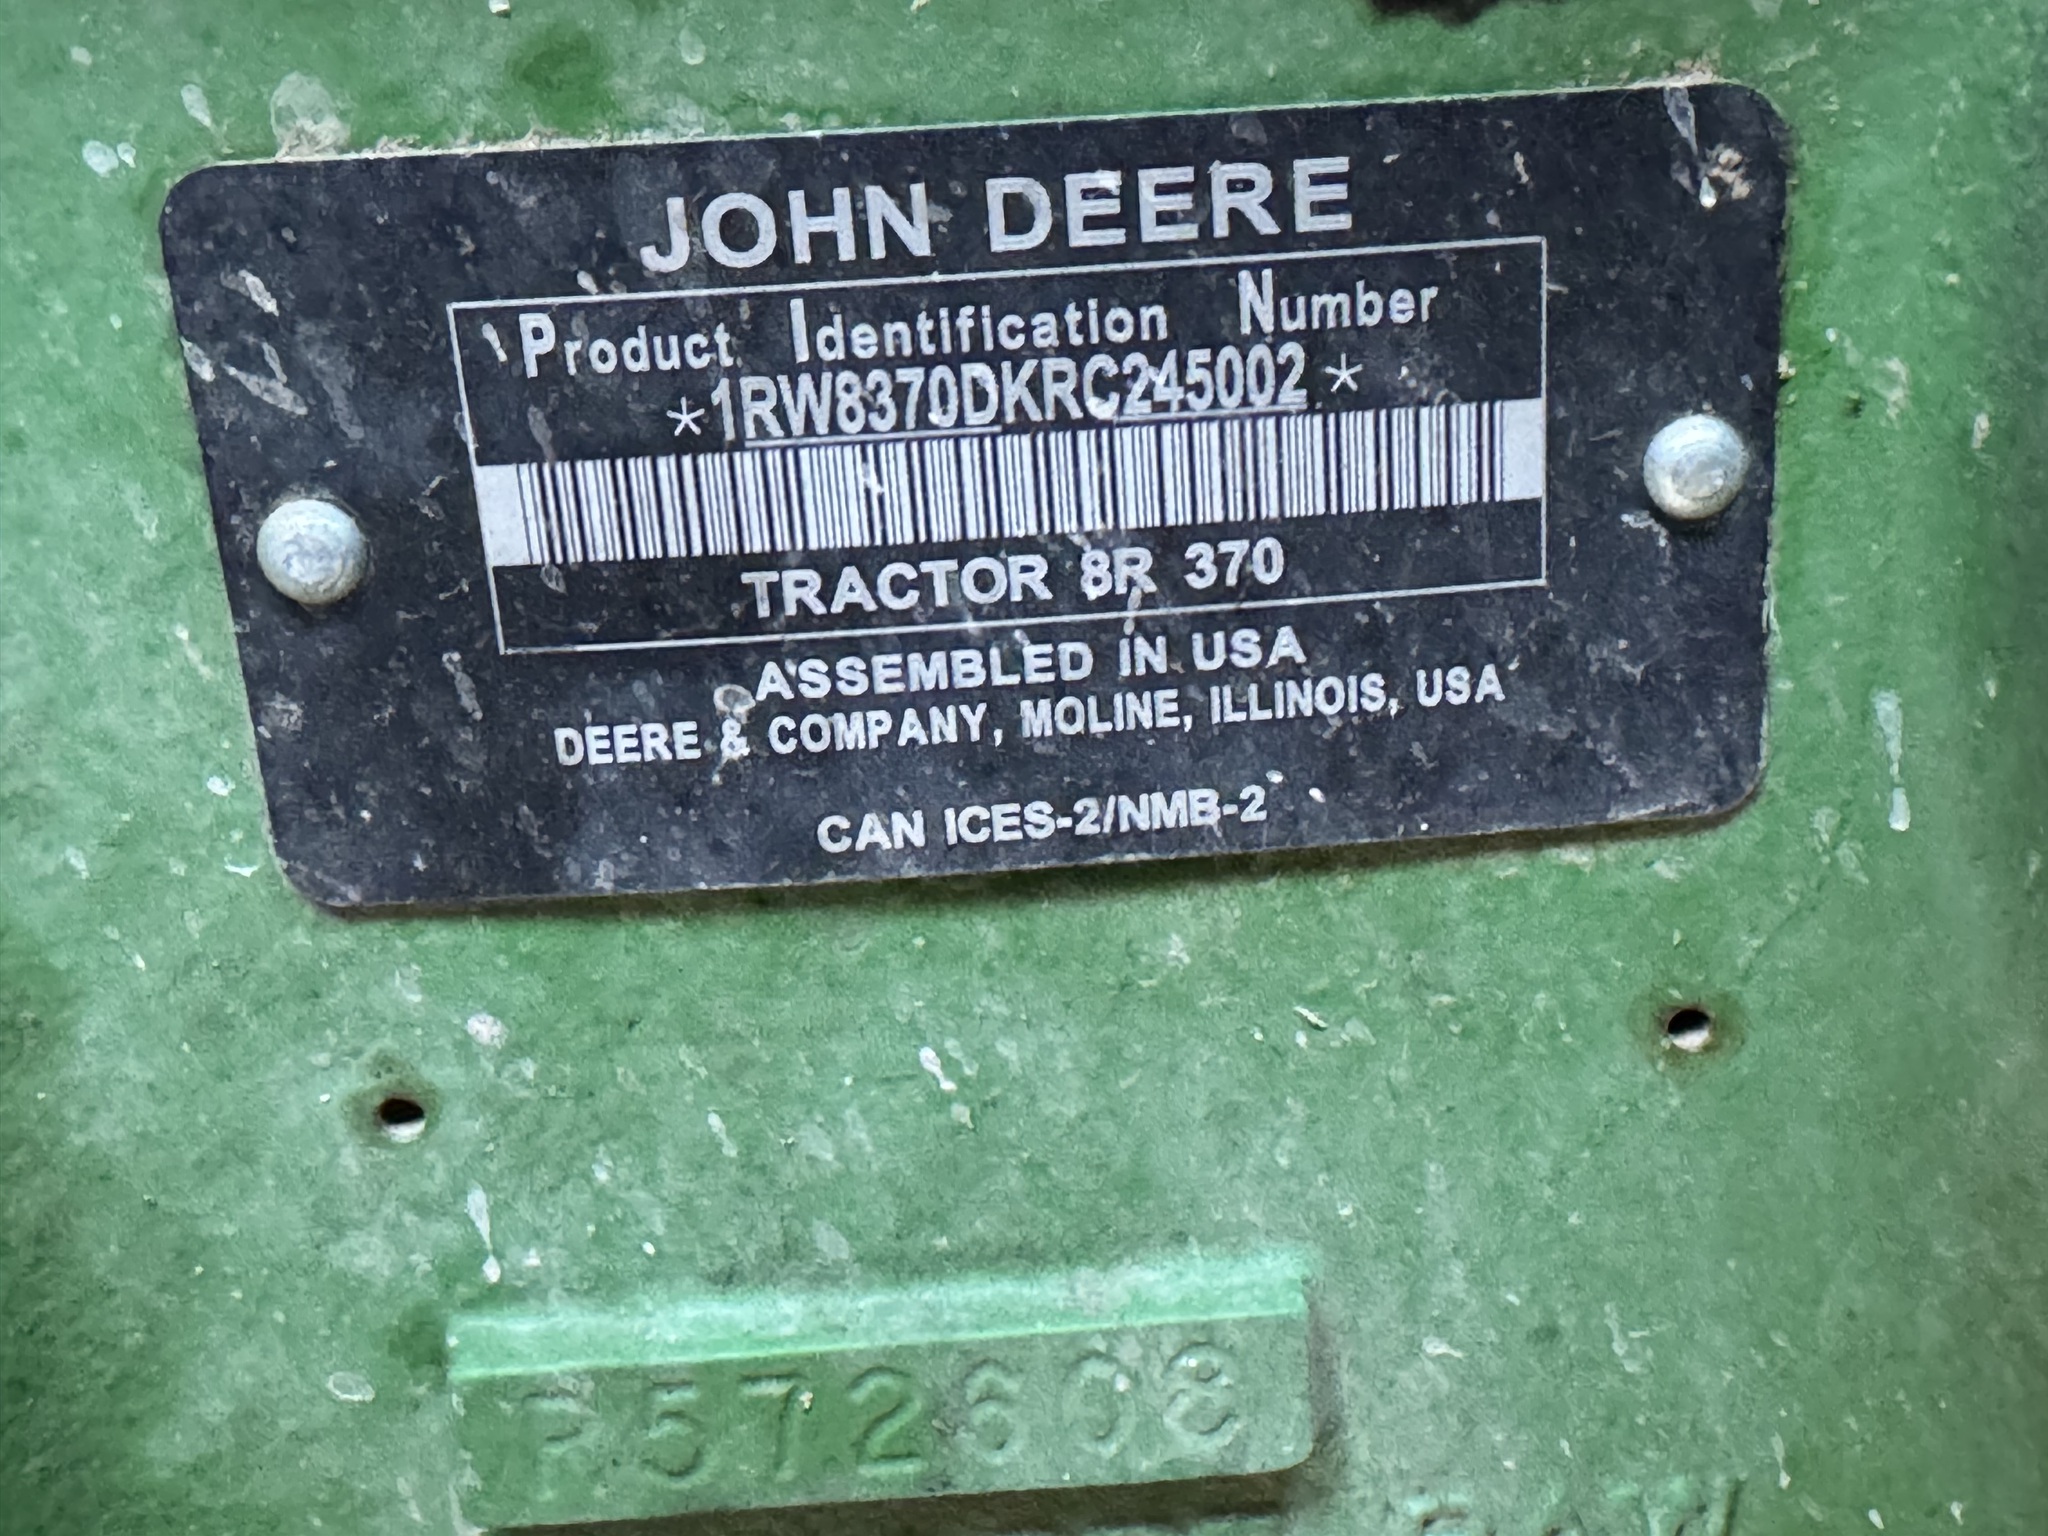 JOHN DEERE
Product Identification Number
*1RW8370DKRC245002*
TRACTOR 8R 370
ASSEMBLED IN USA
DEERE & COMPANY, MOLINE, ILLINOIS, USA
CAN ICES-2/NMB-2
R572608